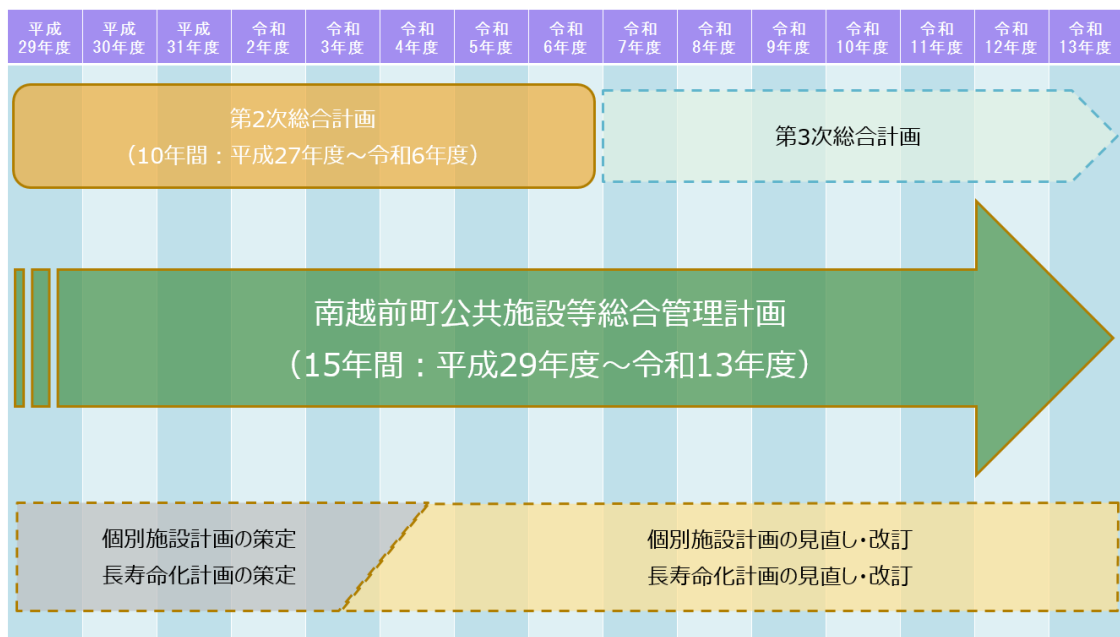 平成
29年度
平成
30年度
平成
31年度
令和
2年度
令和
3年度
令和
4年度
令和
5年度
令和
6年度
令和
7年度
令和
8年度
令和
9年度
令和
10年度
令和
11年度
令和
12年度
令和
13年度
第2次総合計画
（10年間：平成27年度～令和6年度）
第3次総合計画
南越前町公共施設等総合管理計画
（15年間：平成29年度～令和13年度）
個別施設計画の策定
長寿命化計画の策定
個別施設計画の見直し・改訂
長寿命化計画の見直し・改訂